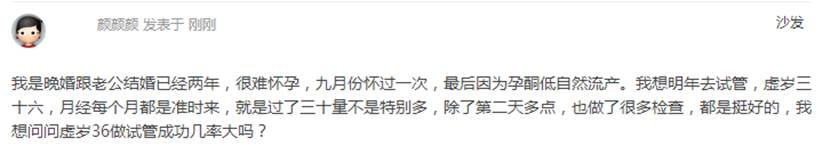 颜颜颜 发表于 刚刚 沙发
我是晚婚跟老公结婚已经两年，很难怀孕，九月份怀过一次，最后因为孕酮低自然流产。我想明年去试管，虚岁三
十六，月经每个月都是准时来，就是过了三十量不是特别多，除了第二天多点，也做了很多检查，都是挺好的，我
想问问虚岁36做试管成功几率大吗？